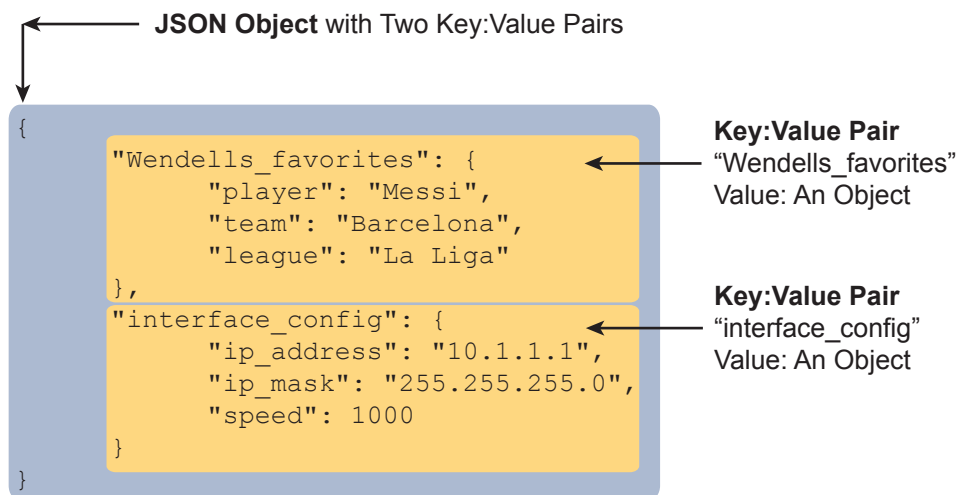 JSON Object with Two Key:Value Pairs
{
"Wendells_favorites": {
"player": "Messi",
"team": "Barcelona",
"league": "La Liga"
},
"interface_config": {
"ip_address": "10.1.1.1",
"ip_mask": "255.255.255.0",
"speed": 1000
}
}
Key:Value Pair
“Wendells_favorites”
Value: An Object
Key:Value Pair
“interface_config”
Value: An Object